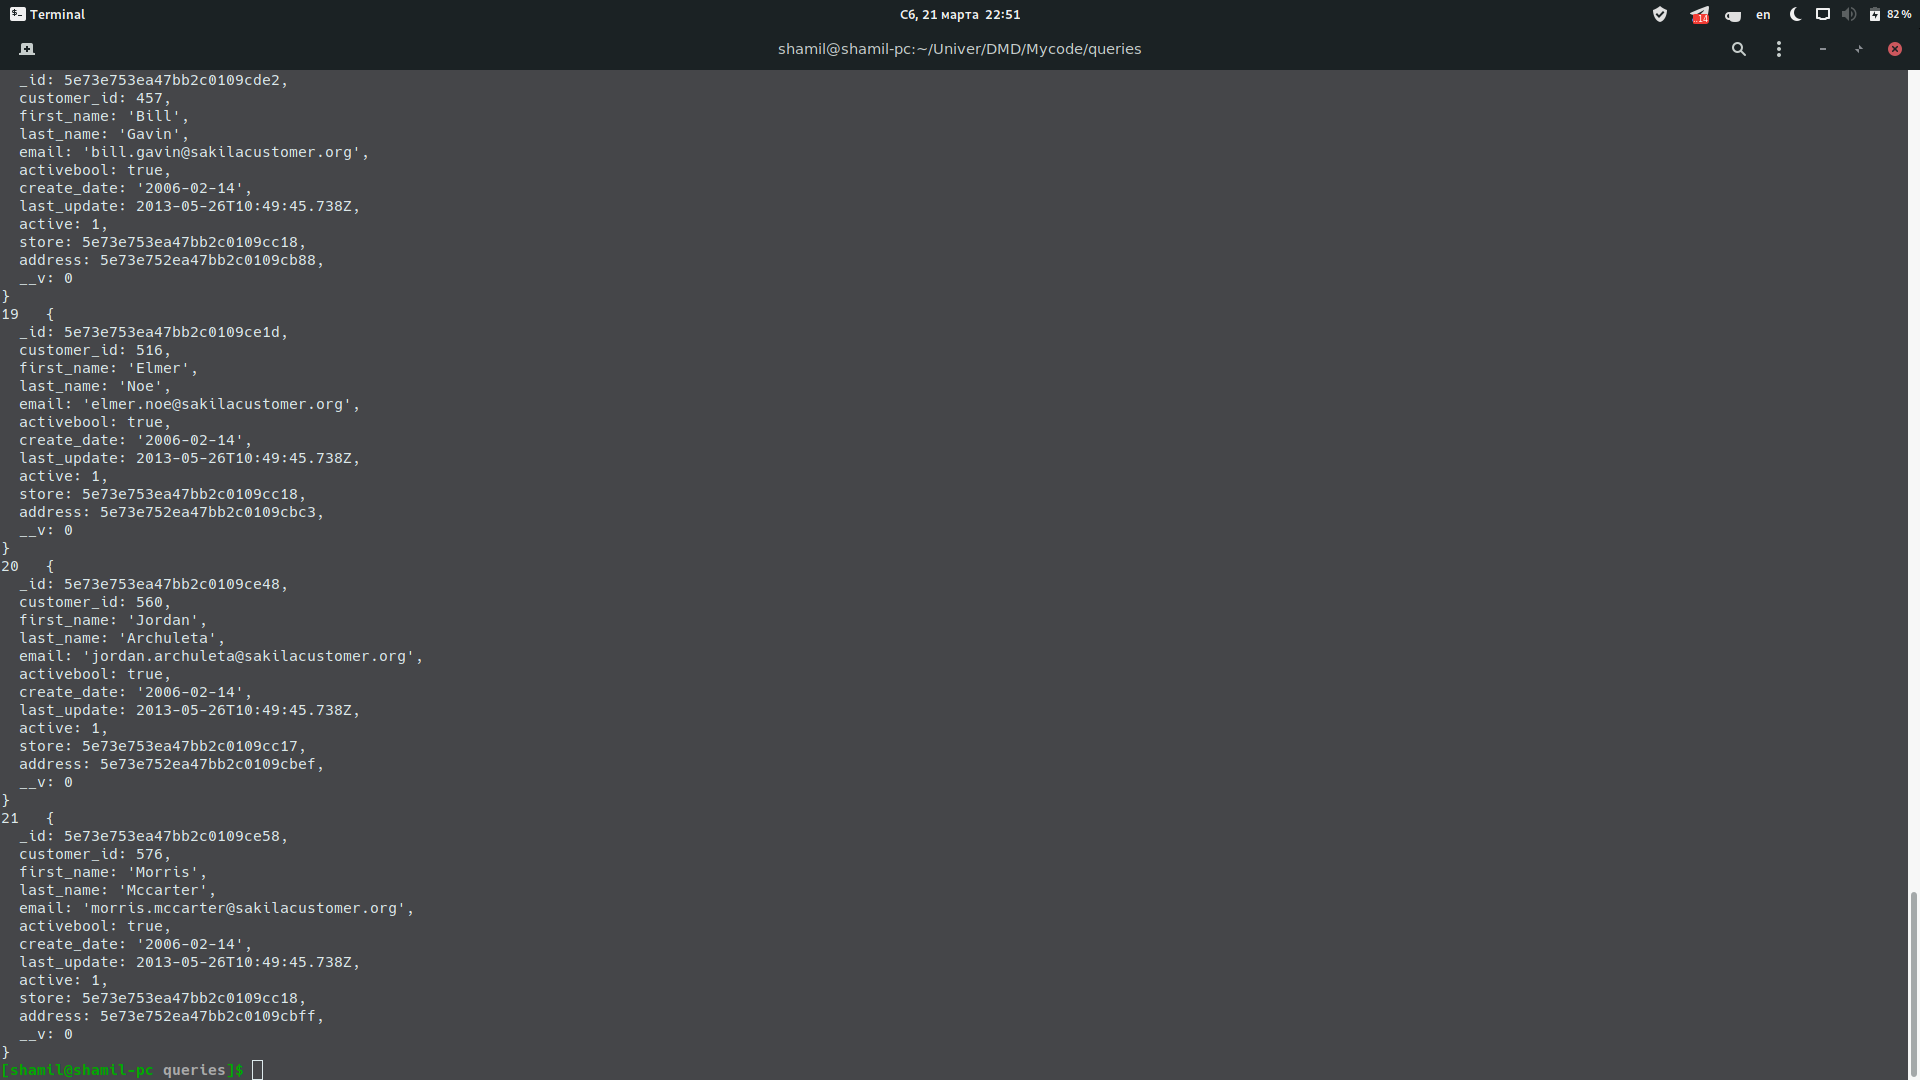 Terminal
Сб, 21 марта 22:51
14
en
82 %
shamil@shamil-pc:~/Univer/DMD/Mycode/queries
_id: 5e73e753ea47bb2c0109cde2,
customer_id: 457,
first_name: 'Bill',
last_name: 'Gavin',
email: 'bill.gavin@sakilacustomer.org',
activebool: true,
create_date: '2006-02-14',
last_update: 2013-05-26T10:49:45.738Z,
active: 1,
store: 5e73e753ea47bb2c0109cc18,
address: 5e73e752ea47bb2c0109cb88,
__v: 0
}
19 {
_id: 5e73e753ea47bb2c0109ce1d,
customer_id: 516,
first_name: 'Elmer',
last_name: 'Noe',
email: 'elmer.noe@sakilacustomer.org',
activebool: true,
create_date: '2006-02-14',
last_update: 2013-05-26T10:49:45.738Z,
active: 1,
store: 5e73e753ea47bb2c0109cc18,
address: 5e73e752ea47bb2c0109cbc3,
__v: 0
}
20 {
_id: 5e73e753ea47bb2c0109ce48,
customer_id: 560,
first_name: 'Jordan',
last_name: 'Archuleta',
email: 'jordan.archuleta@sakilacustomer.org',
activebool: true,
create_date: '2006-02-14',
last_update: 2013-05-26T10:49:45.738Z,
active: 1,
store: 5e73e753ea47bb2c0109cc17,
address: 5e73e752ea47bb2c0109cbef,
__v: 0
}
21 {
_id: 5e73e753ea47bb2c0109ce58,
customer_id: 576,
first_name: 'Morris',
last_name: 'Mccarter',
email: 'morris.mccarter@sakilacustomer.org',
activebool: true,
create_date: '2006-02-14',
last_update: 2013-05-26T10:49:45.738Z,
active: 1,
store: 5e73e753ea47bb2c0109cc18,
address: 5e73e752ea47bb2c0109cbff,
__v: 0
}
[shamil@shamil-pc queries]$